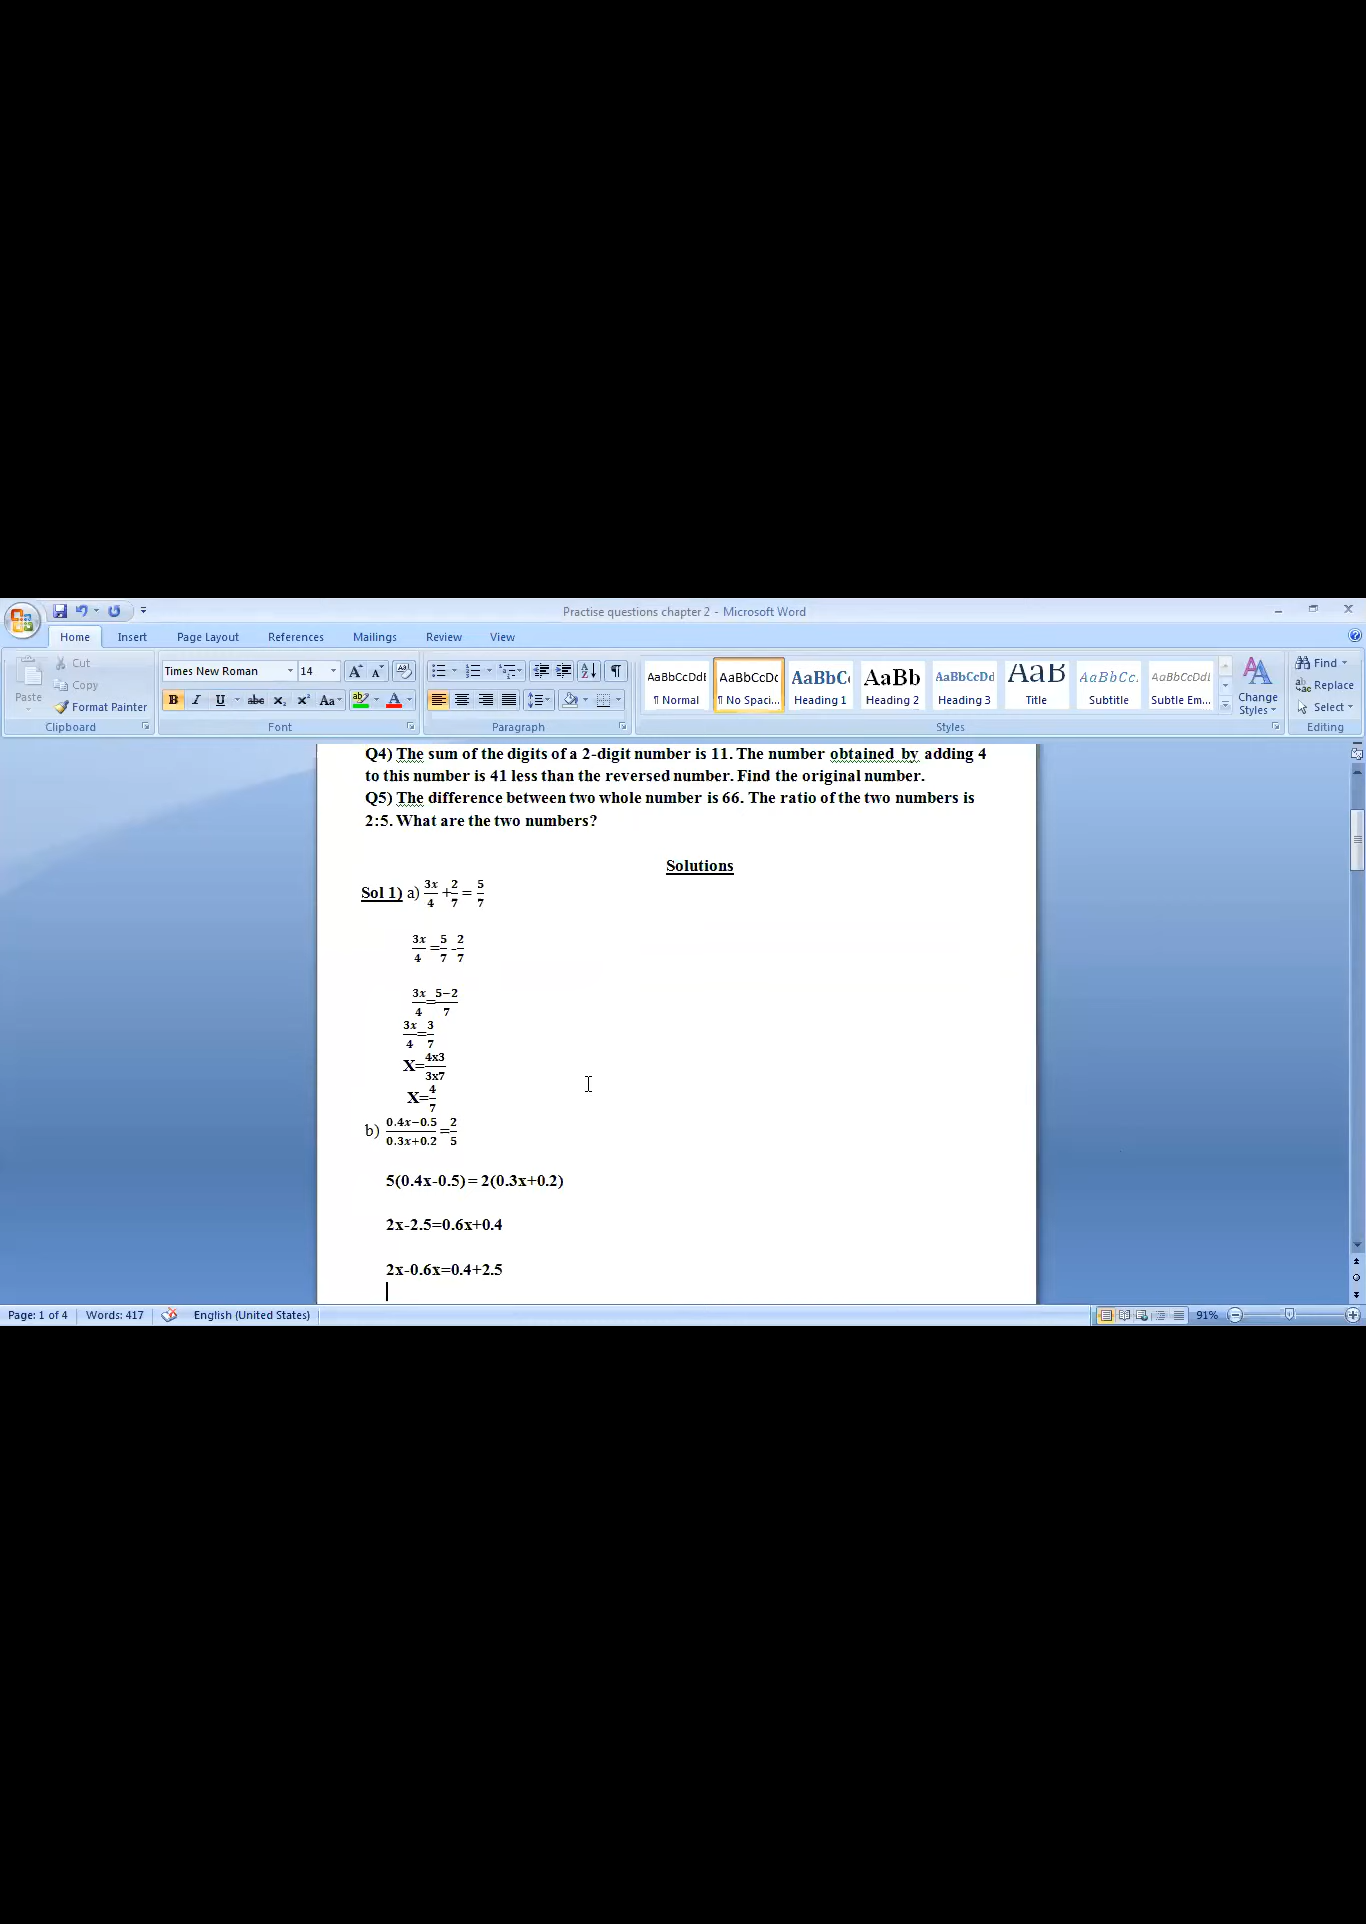 Practise questions chapter 2 - Microsoft Word
Home Insert Page Layout References Mailings Review View
Paste Cut Copy Format Painter Clipboard
Times New Roman 14
B I U abc x₂ x² Aa
Font
Paragraph
AaBbCcDdE AaBbCcDc AaBbC AaBb AaBbCcDd AaB AaBbCc. AaBbCcDdE
¶ Normal ¶ No Spaci... Heading 1 Heading 2 Heading 3 Title Subtitle Subtle Em...
Styles
Change Styles
Find
Replace
Select
Editing
Q4) The sum of the digits of a 2-digit number is 11. The number obtained by adding 4
to this number is 41 less than the reversed number. Find the original number.
Q5) The difference between two whole number is 66. The ratio of the two numbers is
2:5. What are the two numbers?
Solutions
Sol 1) a) 3x/4 + 2/7 = 5/7
3x/4 = 5/7 - 2/7
3x/4 = 5−2/7
3x/4 = 3/7
X= 4x3/3x7
X= 4/7
b) 0.4x−0.5/0.3x+0.2 = 2/5
5(0.4x-0.5) = 2(0.3x+0.2)
2x-2.5=0.6x+0.4
2x-0.6x=0.4+2.5
Page: 1 of 4 Words: 417 English (United States) 91%